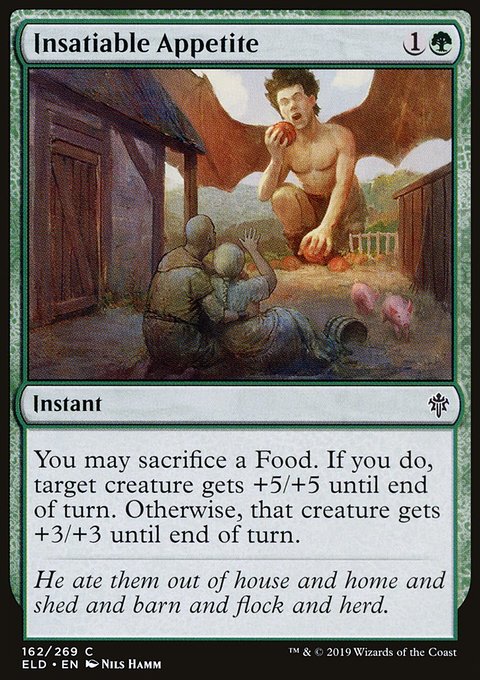 Insatiable Appetite 1
Instant
You may sacrifice a Food. If you do,
target creature gets +5/+5 until end
of turn. Otherwise, that creature gets
+3/+3 until end of turn.
He ate them out of house and home and
shed and barn and flock and herd.
162/269 C
ELD • EN Nils Hamm
™ & © 2019 Wizards of the Coast